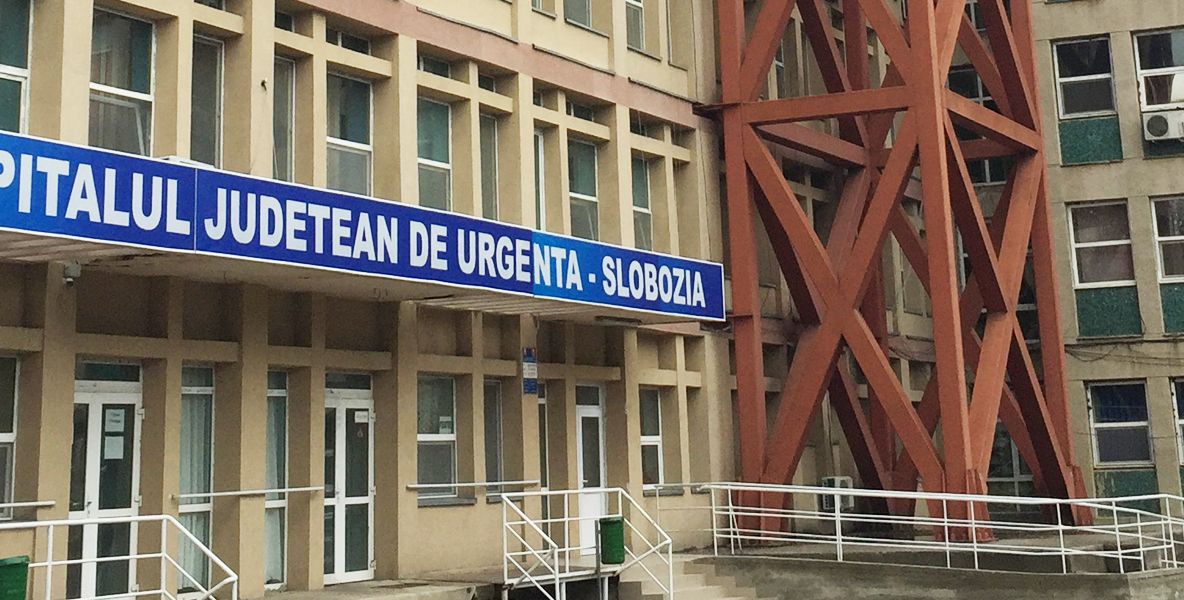 PITALUL JUDETEAN DE URGENTA - SLOBOZIA